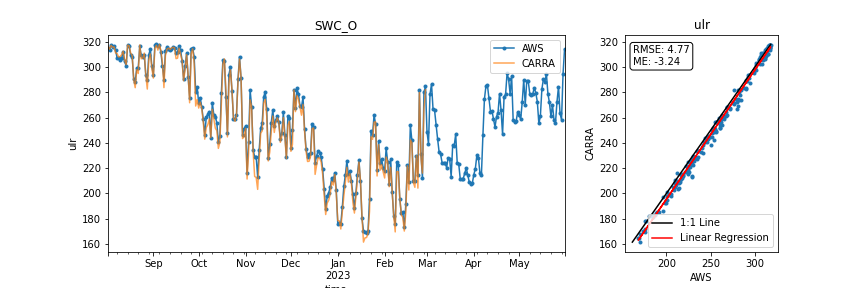 SWC_O
ulr
320
300
280
260
240
220
200
180
160
ulr
AWS
CARRA
Sep
Oct
Nov
Dec
Jan
2023
Feb
Mar
Apr
May
time
ulr
RMSE: 4.77
ME: -3.24
320
300
280
260
240
220
200
180
160
CARRA
1:1 Line
Linear Regression
200
250
300
AWS